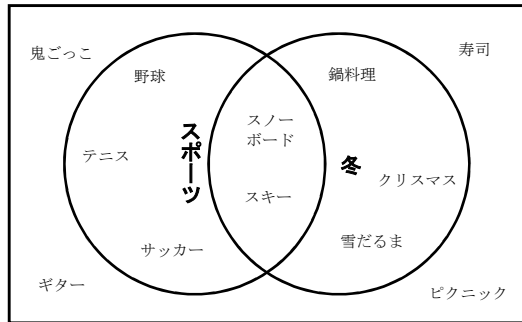 鬼ごっこ
寿司
野球
鍋料理
スノー
ボード
スポーツ
テニス
冬
クリスマス
スキー
サッカー
雪だるま
ギター
ピクニック